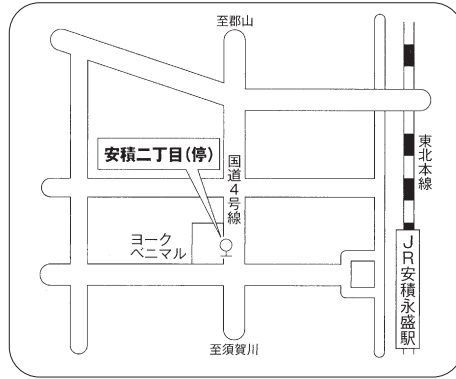 至郡山
東北本線
安積二丁目(停)
国道4号線
ヨーク
ベニマル
JR安積永盛駅
至須賀川